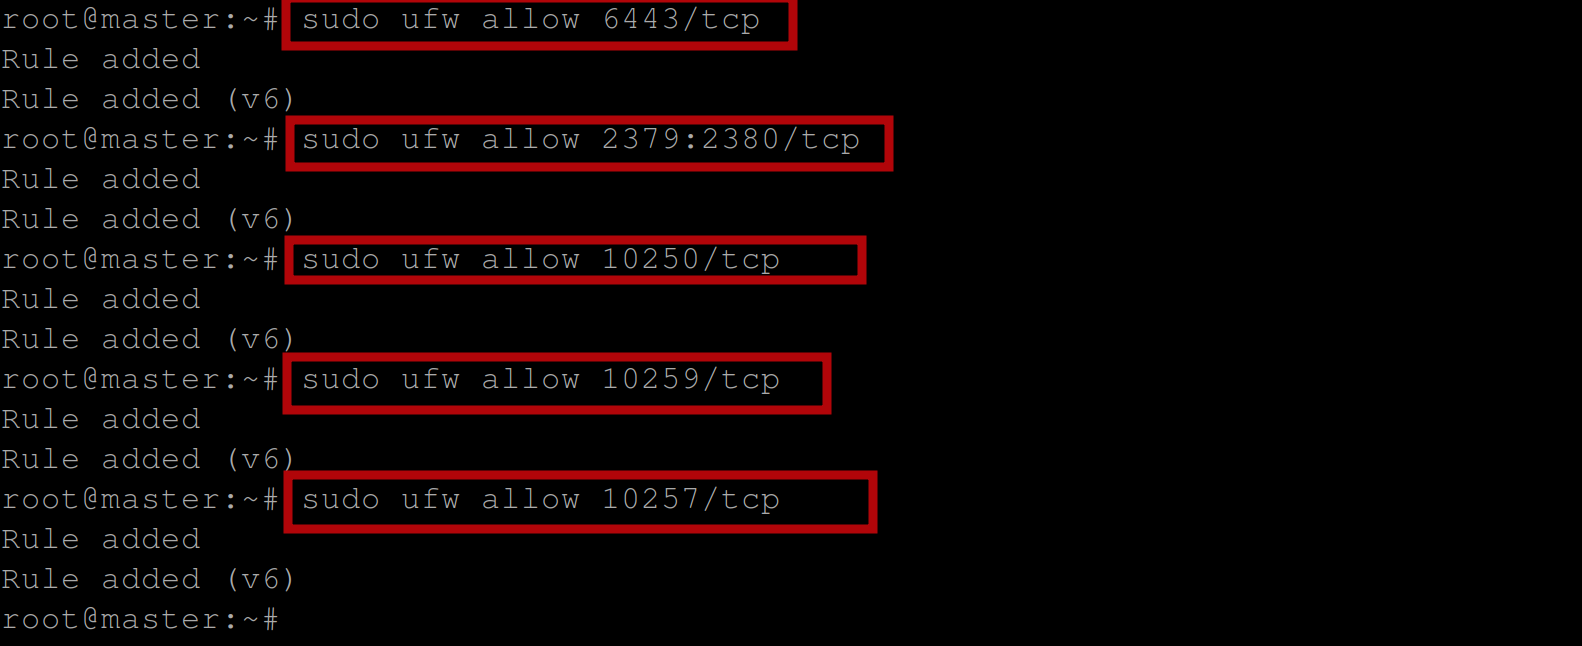 root@master:~# sudo ufw allow 6443/tcp
Rule added
Rule added (v6)
root@master:~# sudo ufw allow 2379:2380/tcp
Rule added
Rule added (v6)
root@master:~# sudo ufw allow 10250/tcp
Rule added
Rule added (v6)
root@master:~# sudo ufw allow 10259/tcp
Rule added
Rule added (v6)
root@master:~# sudo ufw allow 10257/tcp
Rule added
Rule added (v6)
root@master:~#